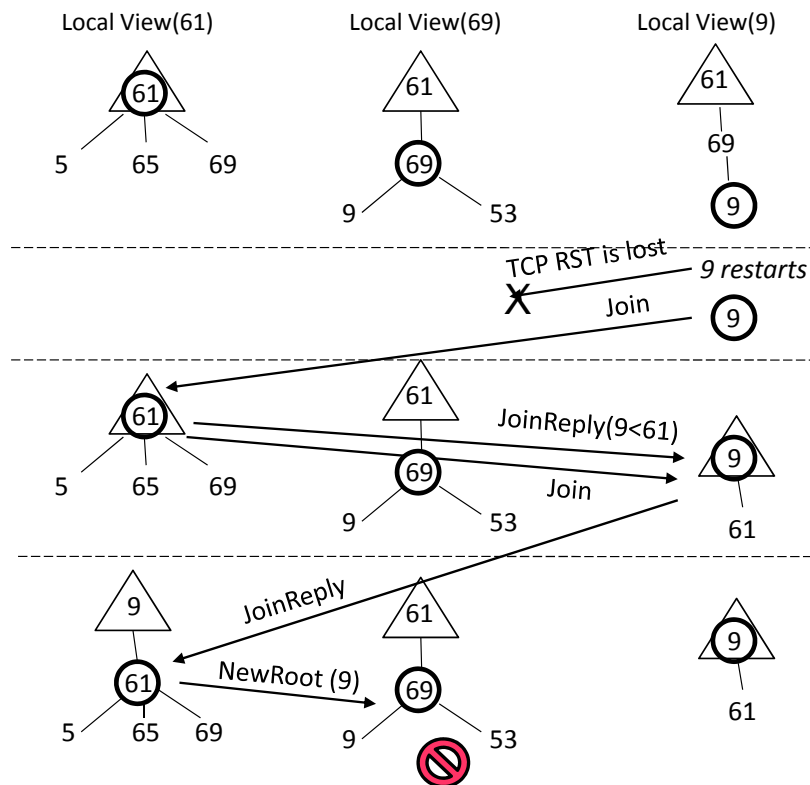 Local View(61) Local View(69) Local View(9)
61 61 61
69
5 65 69 69 9
9 53
TCP RST is lost
9 restarts
X
Join
9
61 61
JoinReply(9<61)
9
5 65 69 69
Join
9 53 61
JoinReply
9 61 9
NewRoot (9)
61 69
61
5 65 69 9 53